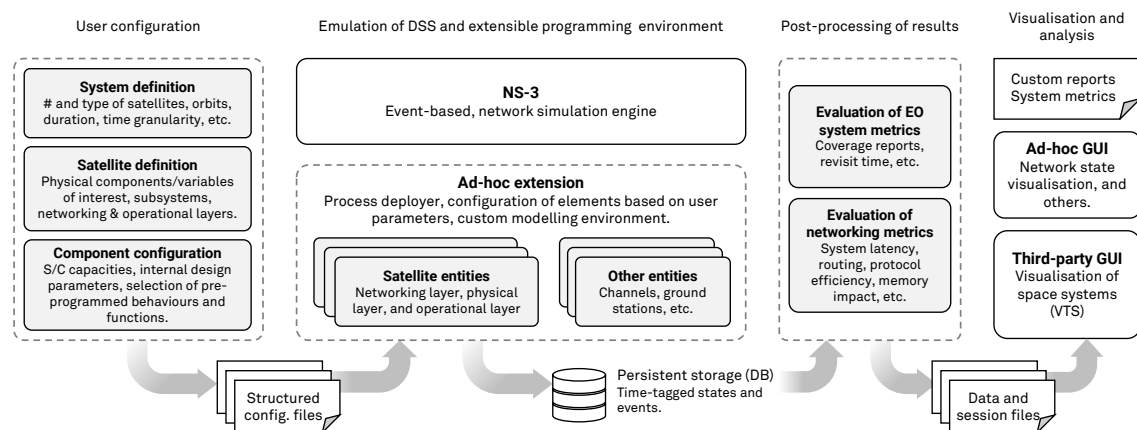 User configuration
System definition
# and type of satellites, orbits,
duration, time granularity, etc.
Satellite definition
Physical components/variables
of interest, subsystems,
networking & operational layers.
Component configuration
S/C capacities, internal design
parameters, selection of pre-
programmed behaviours and
functions.
Structured
config. files
Emulation of DSS and extensible programming environment
NS-3
Event-based, network simulation engine
Ad-hoc extension
Process deployer, configuration of elements based on user
parameters, custom modelling environment.
Satellite entities
Networking layer, physical
layer, and operational layer
Other entities
Channels, ground
stations, etc.
Persistent storage (DB)
Time-tagged states and
events.
Post-processing of results
Evaluation of EO
system metrics
Coverage reports,
revisit time, etc.
Evaluation of
networking metrics
System latency,
routing, protocol
efficiency, memory
impact, etc.
Data and
session files
Visualisation and
analysis
Custom reports
System metrics
Ad-hoc GUI
Network state
visualisation, and
others.
Third-party GUI
Visualisation of
space systems
(VTS)